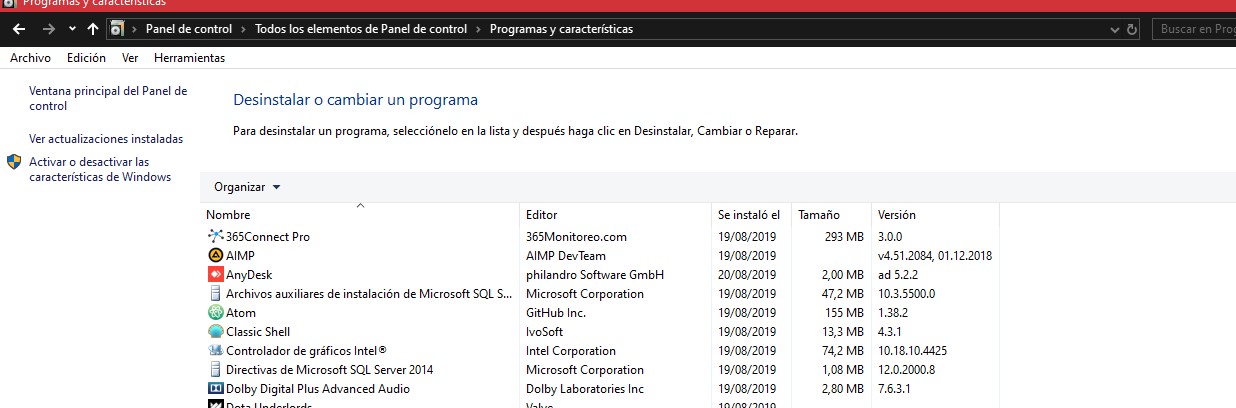 Programas y características
Panel de control Todos los elementos de Panel de control Programas y características Buscar en Prog
Archivo Edición Ver Herramientas
Ventana principal del Panel de control
Ver actualizaciones instaladas
Activar o desactivar las características de Windows
Desinstalar o cambiar un programa
Para desinstalar un programa, selecciónelo en la lista y después haga clic en Desinstalar, Cambiar o Reparar.
Organizar
Nombre Editor Se instaló el Tamaño Versión
365Connect Pro 365Monitoreo.com 19/08/2019 293 MB 3.0.0
AIMP AIMP DevTeam 19/08/2019 v4.51.2084, 01.12.2018
AnyDesk philandro Software GmbH 20/08/2019 2,00 MB ad 5.2.2
Archivos auxiliares de instalación de Microsoft SQL S... Microsoft Corporation 19/08/2019 47,2 MB 10.3.5500.0
Atom GitHub Inc. 19/08/2019 155 MB 1.38.2
Classic Shell IvoSoft 19/08/2019 13,3 MB 4.3.1
Controlador de gráficos Intel® Intel Corporation 19/08/2019 74,2 MB 10.18.10.4425
Directivas de Microsoft SQL Server 2014 Microsoft Corporation 19/08/2019 1,08 MB 12.0.2000.8
Dolby Digital Plus Advanced Audio Dolby Laboratories Inc 19/08/2019 2,80 MB 7.6.3.1
Dota Underlords Valve 19/08/2019